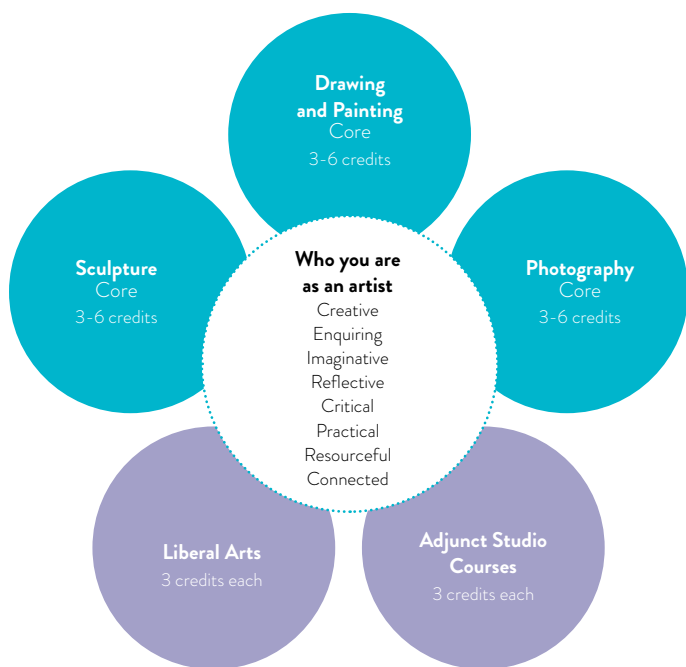 Drawing
and Painting
Core
3-6 credits
Sculpture
Core
3-6 credits
Who you are
as an artist
Creative
Enquiring
Imaginative
Reflective
Critical
Practical
Resourceful
Connected
Photography
Core
3-6 credits
Liberal Arts
3 credits each
Adjunct Studio
Courses
3 credits each